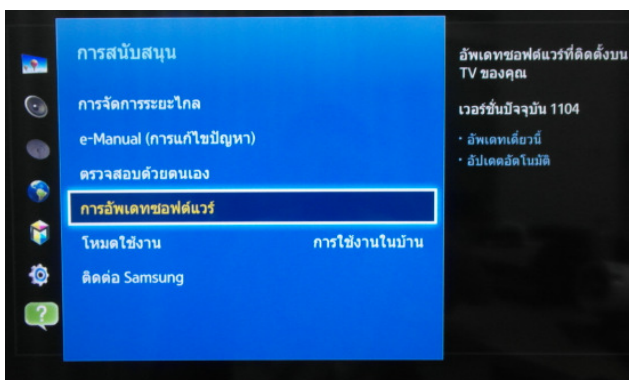 การสนับสนุน
การจัดการระยะไกล
e-Manual (การแก้ไขปัญหา)
ตรวจสอบด้วยตนเอง
การอัพเดทซอฟต์แวร์
โหมดใช้งาน การใช้งานในบ้าน
ติดต่อ Samsung
อัพเดทซอฟต์แวร์ที่ติดตั้งบน
TV ของคุณ
เวอร์ชั่นปัจจุบัน 1104
· อัพเดทเดี๋ยวนี้
· อัปเดตอัตโนมัติ